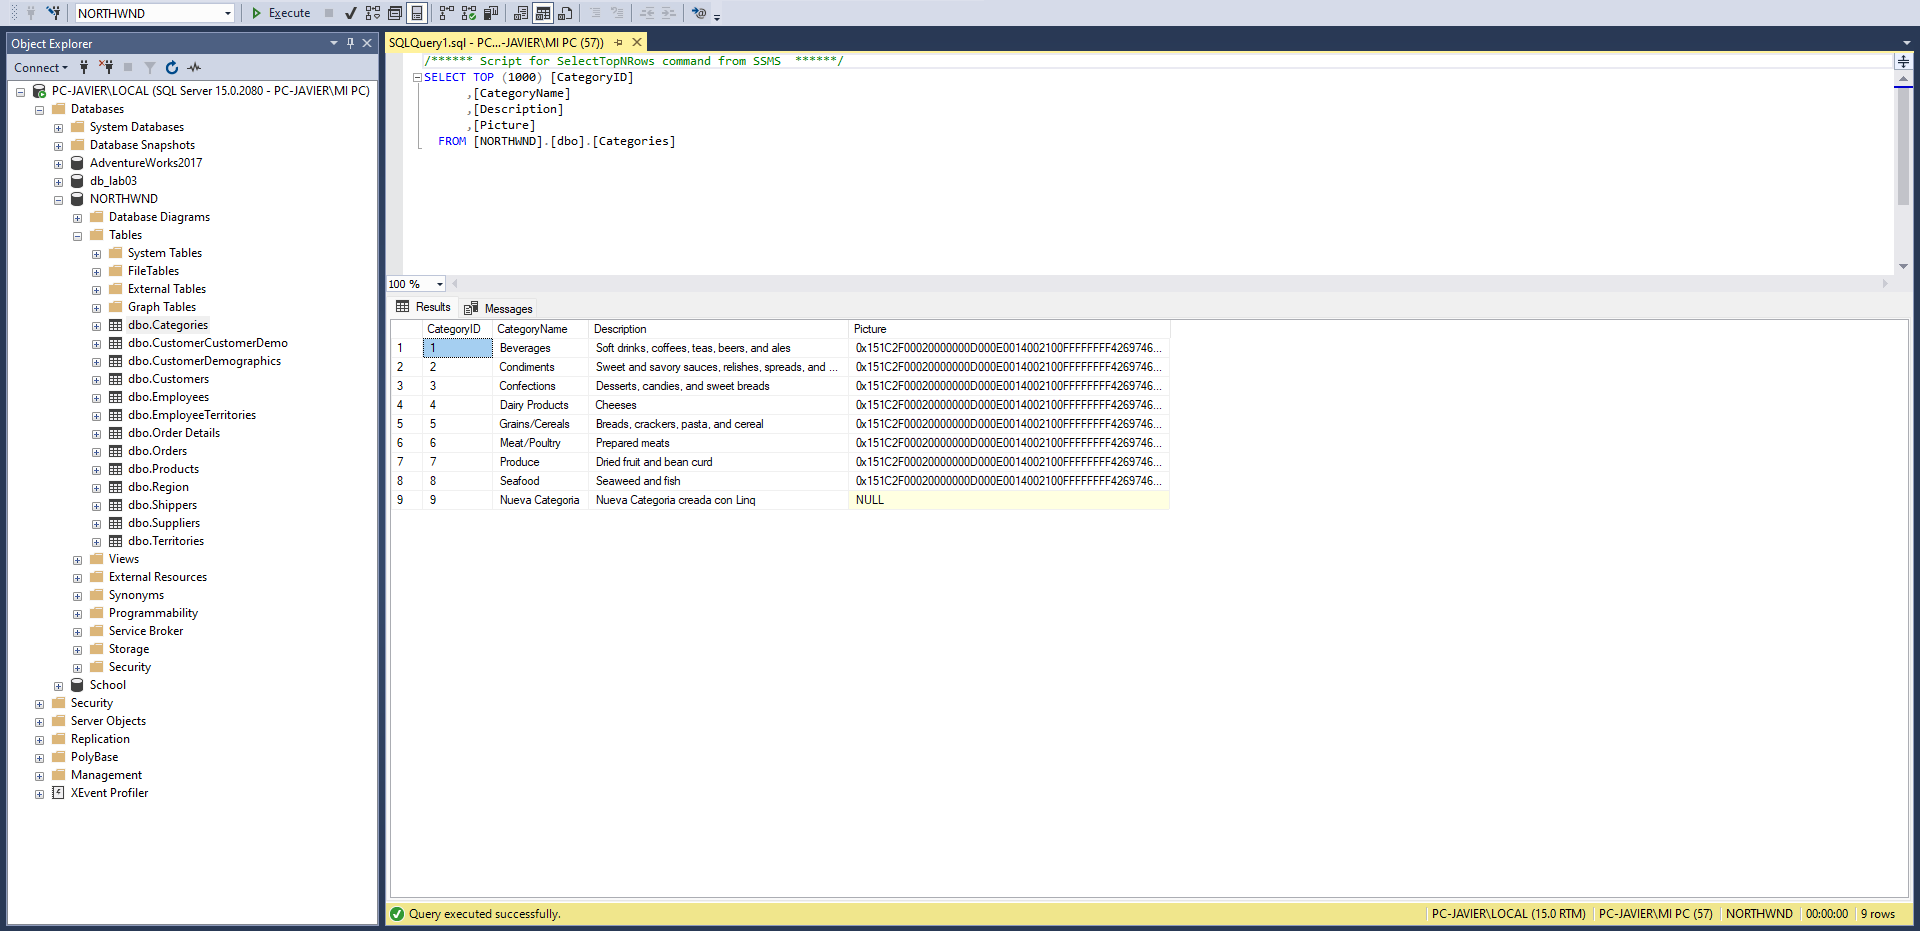 NORTHWND
Execute
Object Explorer
SQLQuery1.sql - PC...-JAVIER\MI PC (57))
Connect
PC-JAVIER\LOCAL (SQL Server 15.0.2080 - PC-JAVIER\MI PC)
Databases
System Databases
Database Snapshots
AdventureWorks2017
db_lab03
NORTHWND
Database Diagrams
Tables
System Tables
FileTables
External Tables
Graph Tables
dbo.Categories
dbo.CustomerCustomerDemo
dbo.CustomerDemographics
dbo.Customers
dbo.Employees
dbo.EmployeeTerritories
dbo.Order Details
dbo.Orders
dbo.Products
dbo.Region
dbo.Shippers
dbo.Suppliers
dbo.Territories
Views
External Resources
Synonyms
Programmability
Service Broker
Storage
Security
School
Security
Server Objects
Replication
PolyBase
Management
XEvent Profiler
/****** Script for SelectTopNRows command from SSMS  ******/
SELECT TOP (1000) [CategoryID]
,[CategoryName]
,[Description]
,[Picture]
FROM [NORTHWND].[dbo].[Categories]
100 %
Results Messages
CategoryID CategoryName Description Picture
1 1 Beverages Soft drinks, coffees, teas, beers, and ales 0x151C2F00020000000D000E0014002100FFFFFFFF4269746...
2 2 Condiments Sweet and savory sauces, relishes, spreads, and ... 0x151C2F00020000000D000E0014002100FFFFFFFF4269746...
3 3 Confections Desserts, candies, and sweet breads 0x151C2F00020000000D000E0014002100FFFFFFFF4269746...
4 4 Dairy Products Cheeses 0x151C2F00020000000D000E0014002100FFFFFFFF4269746...
5 5 Grains/Cereals Breads, crackers, pasta, and cereal 0x151C2F00020000000D000E0014002100FFFFFFFF4269746...
6 6 Meat/Poultry Prepared meats 0x151C2F00020000000D000E0014002100FFFFFFFF4269746...
7 7 Produce Dried fruit and bean curd 0x151C2F00020000000D000E0014002100FFFFFFFF4269746...
8 8 Seafood Seaweed and fish 0x151C2F00020000000D000E0014002100FFFFFFFF4269746...
9 9 Nueva Categoria Nueva Categoria creada con Linq NULL
Query executed successfully. PC-JAVIER\LOCAL (15.0 RTM) PC-JAVIER\MI PC (57) NORTHWND 00:00:00 9 rows